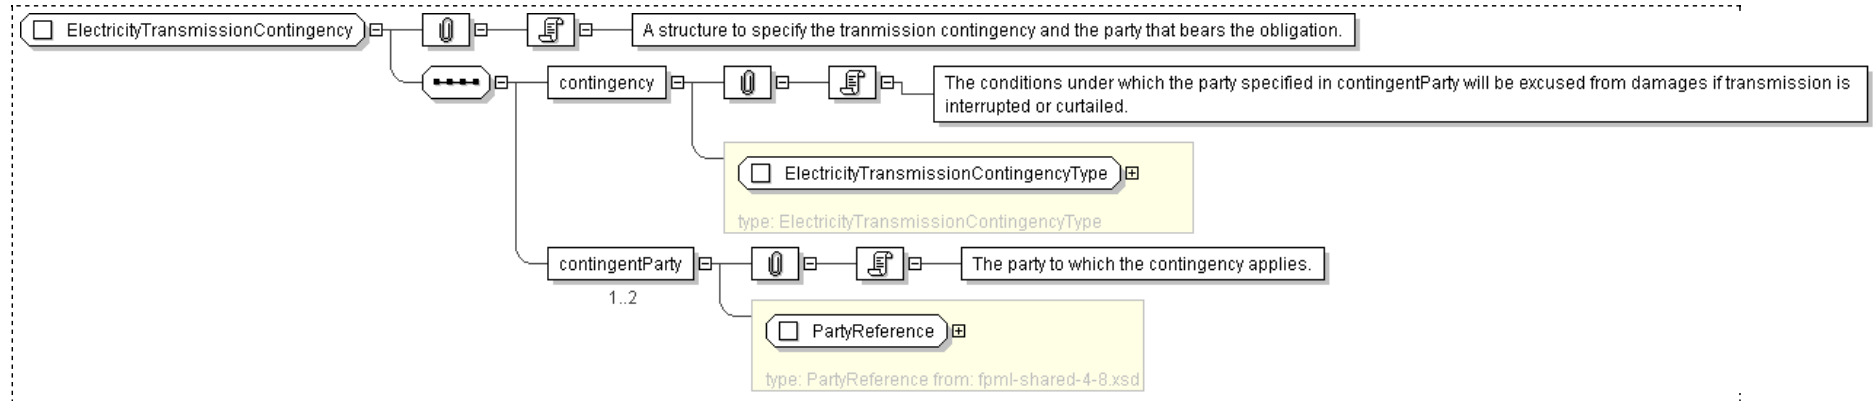 ElectricityTransmissionContingency
A structure to specify the tranmission contingency and the party that bears the obligation.
contingency
The conditions under which the party specified in contingentParty will be excused from damages if transmission is
interrupted or curtailed.
ElectricityTransmissionContingencyType
type: ElectricityTransmissionContingencyType
contingentParty
The party to which the contingency applies.
1..2
PartyReference
type: PartyReference from: fpml-shared-4-8.xsd